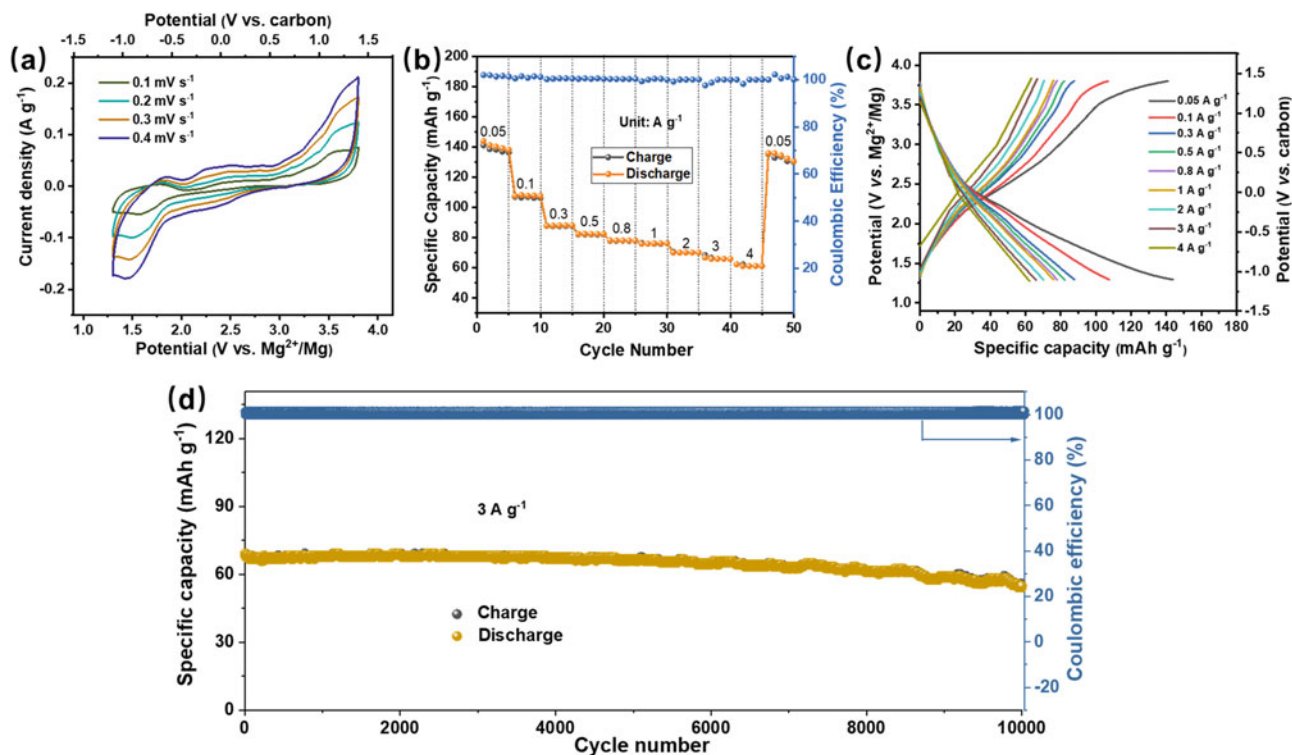 (a)
Potential (V vs. carbon)
-1.5 -1.0 -0.5 0.0 0.5 1.0 1.5
0.1 mV s⁻¹
0.2 mV s⁻¹
0.3 mV s⁻¹
0.4 mV s⁻¹
Current density (A g⁻¹)
0.2
0.1
0.0
-0.1
-0.2
1.0 1.5 2.0 2.5 3.0 3.5 4.0
Potential (V vs. Mg²⁺/Mg)
(b)
Specific Capacity (mAh g⁻¹)
200
180
160
140
120
100
80
60
40
Unit: A g⁻¹
Charge
Discharge
0.05
0.1
0.3
0.5
0.8
1
2
3
4
0.05
100
80
60
40
20
Coulombic Efficiency (%)
0 10 20 30 40 50
Cycle Number
(c)
Potential (V vs. Mg²⁺/Mg)
4.0
3.5
3.0
2.5
2.0
1.5
1.0
0.05 A g⁻¹
0.1 A g⁻¹
0.3 A g⁻¹
0.5 A g⁻¹
0.8 A g⁻¹
1 A g⁻¹
2 A g⁻¹
3 A g⁻¹
4 A g⁻¹
1.5
1.0
0.5
0.0
-0.5
-1.0
-1.5
Potential (V vs. carbon)
0 20 40 60 80 100 120 140 160 180
Specific capacity (mAh g⁻¹)
(d)
Specific capacity (mAh g⁻¹)
120
90
60
30
0
3 A g⁻¹
Charge
Discharge
100
80
60
40
20
0
-20
Coulombic efficiency (%)
0 2000 4000 6000 8000 10000
Cycle number